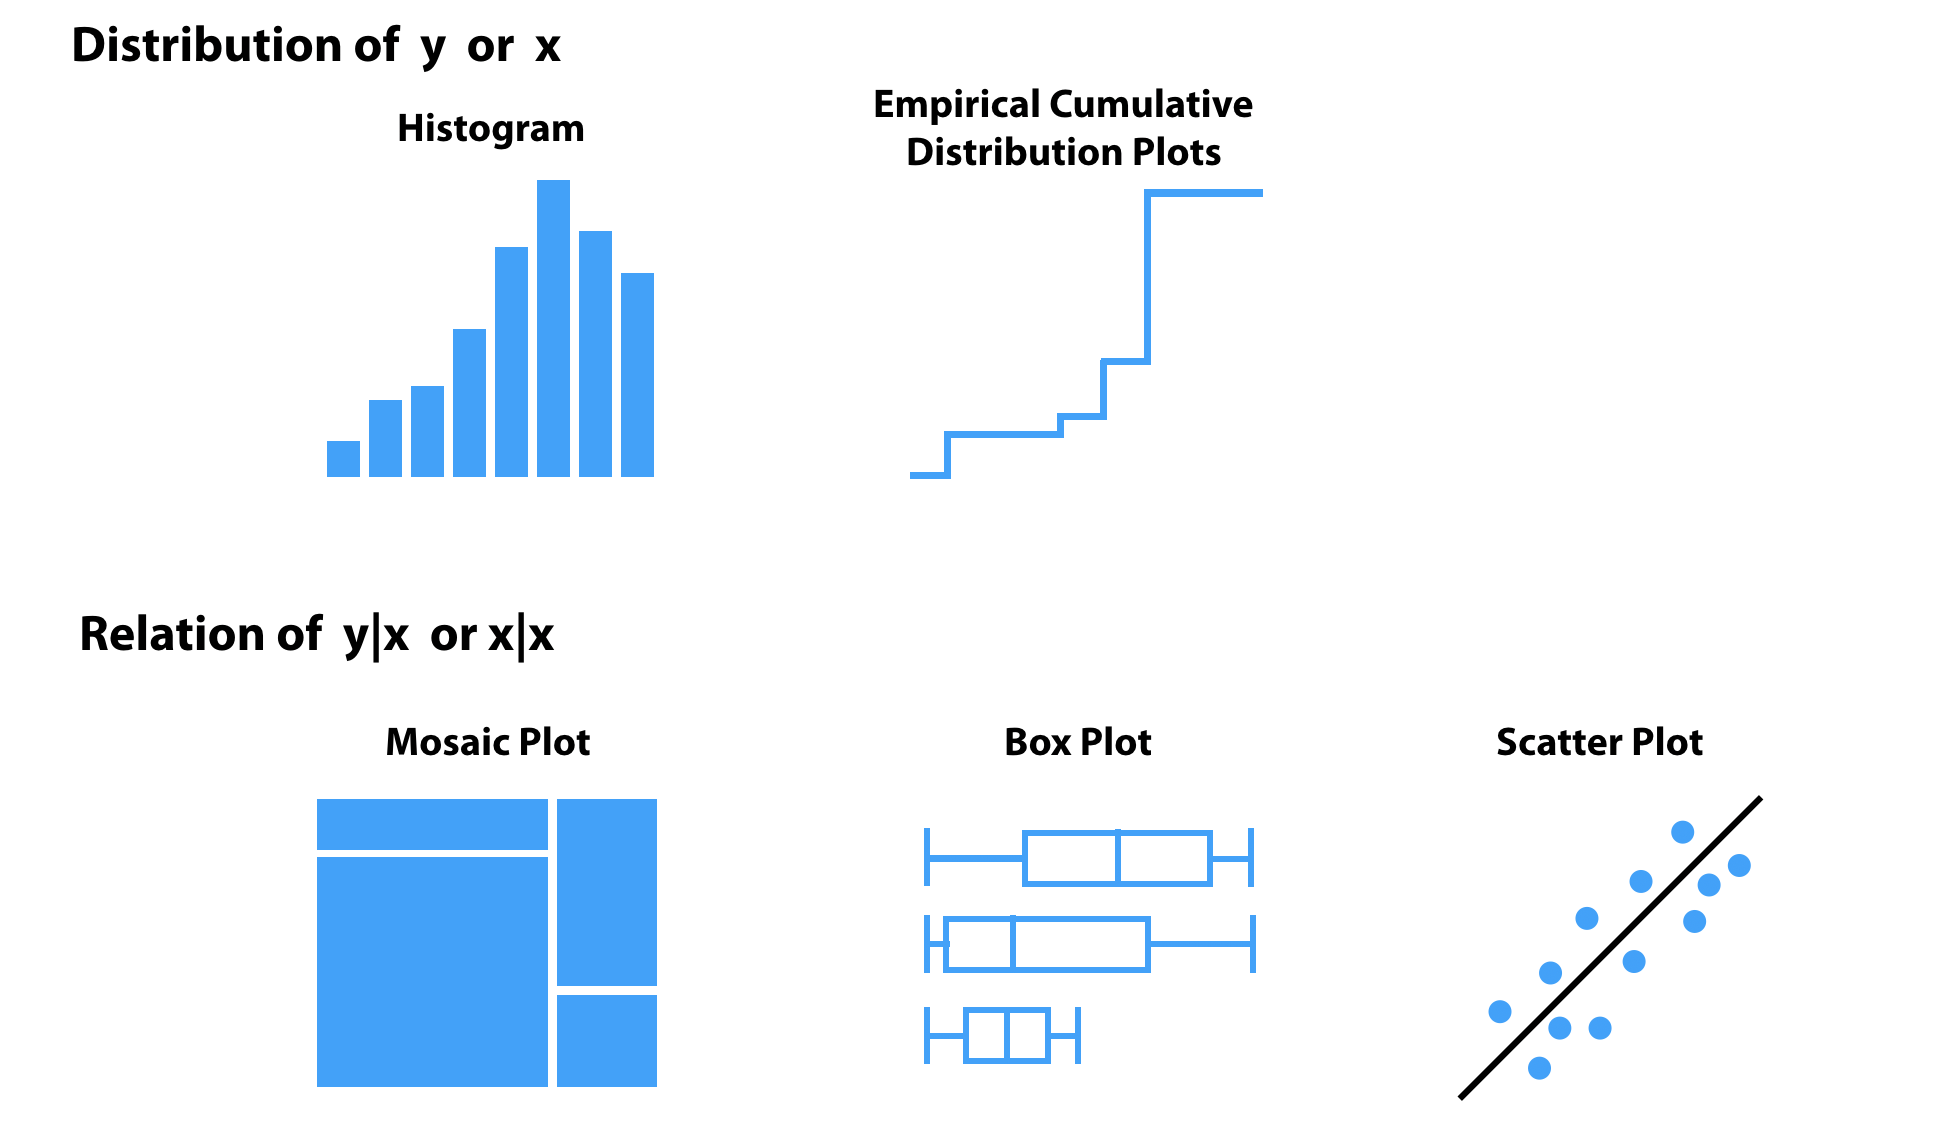 Distribution of y or x
Histogram
Empirical Cumulative
Distribution Plots
Relation of y|x or x|x
Mosaic Plot
Box Plot
Scatter Plot